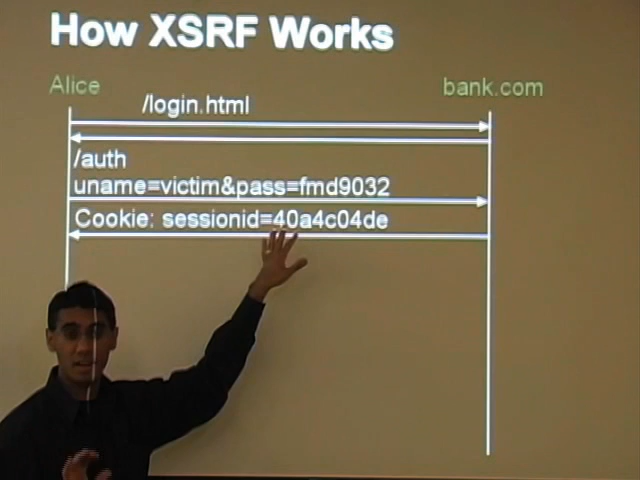 How XSRF Works
Alice
bank.com
/login.html
/auth
uname=victim&pass=fmd9032
Cookie: sessionid=40a4c04de